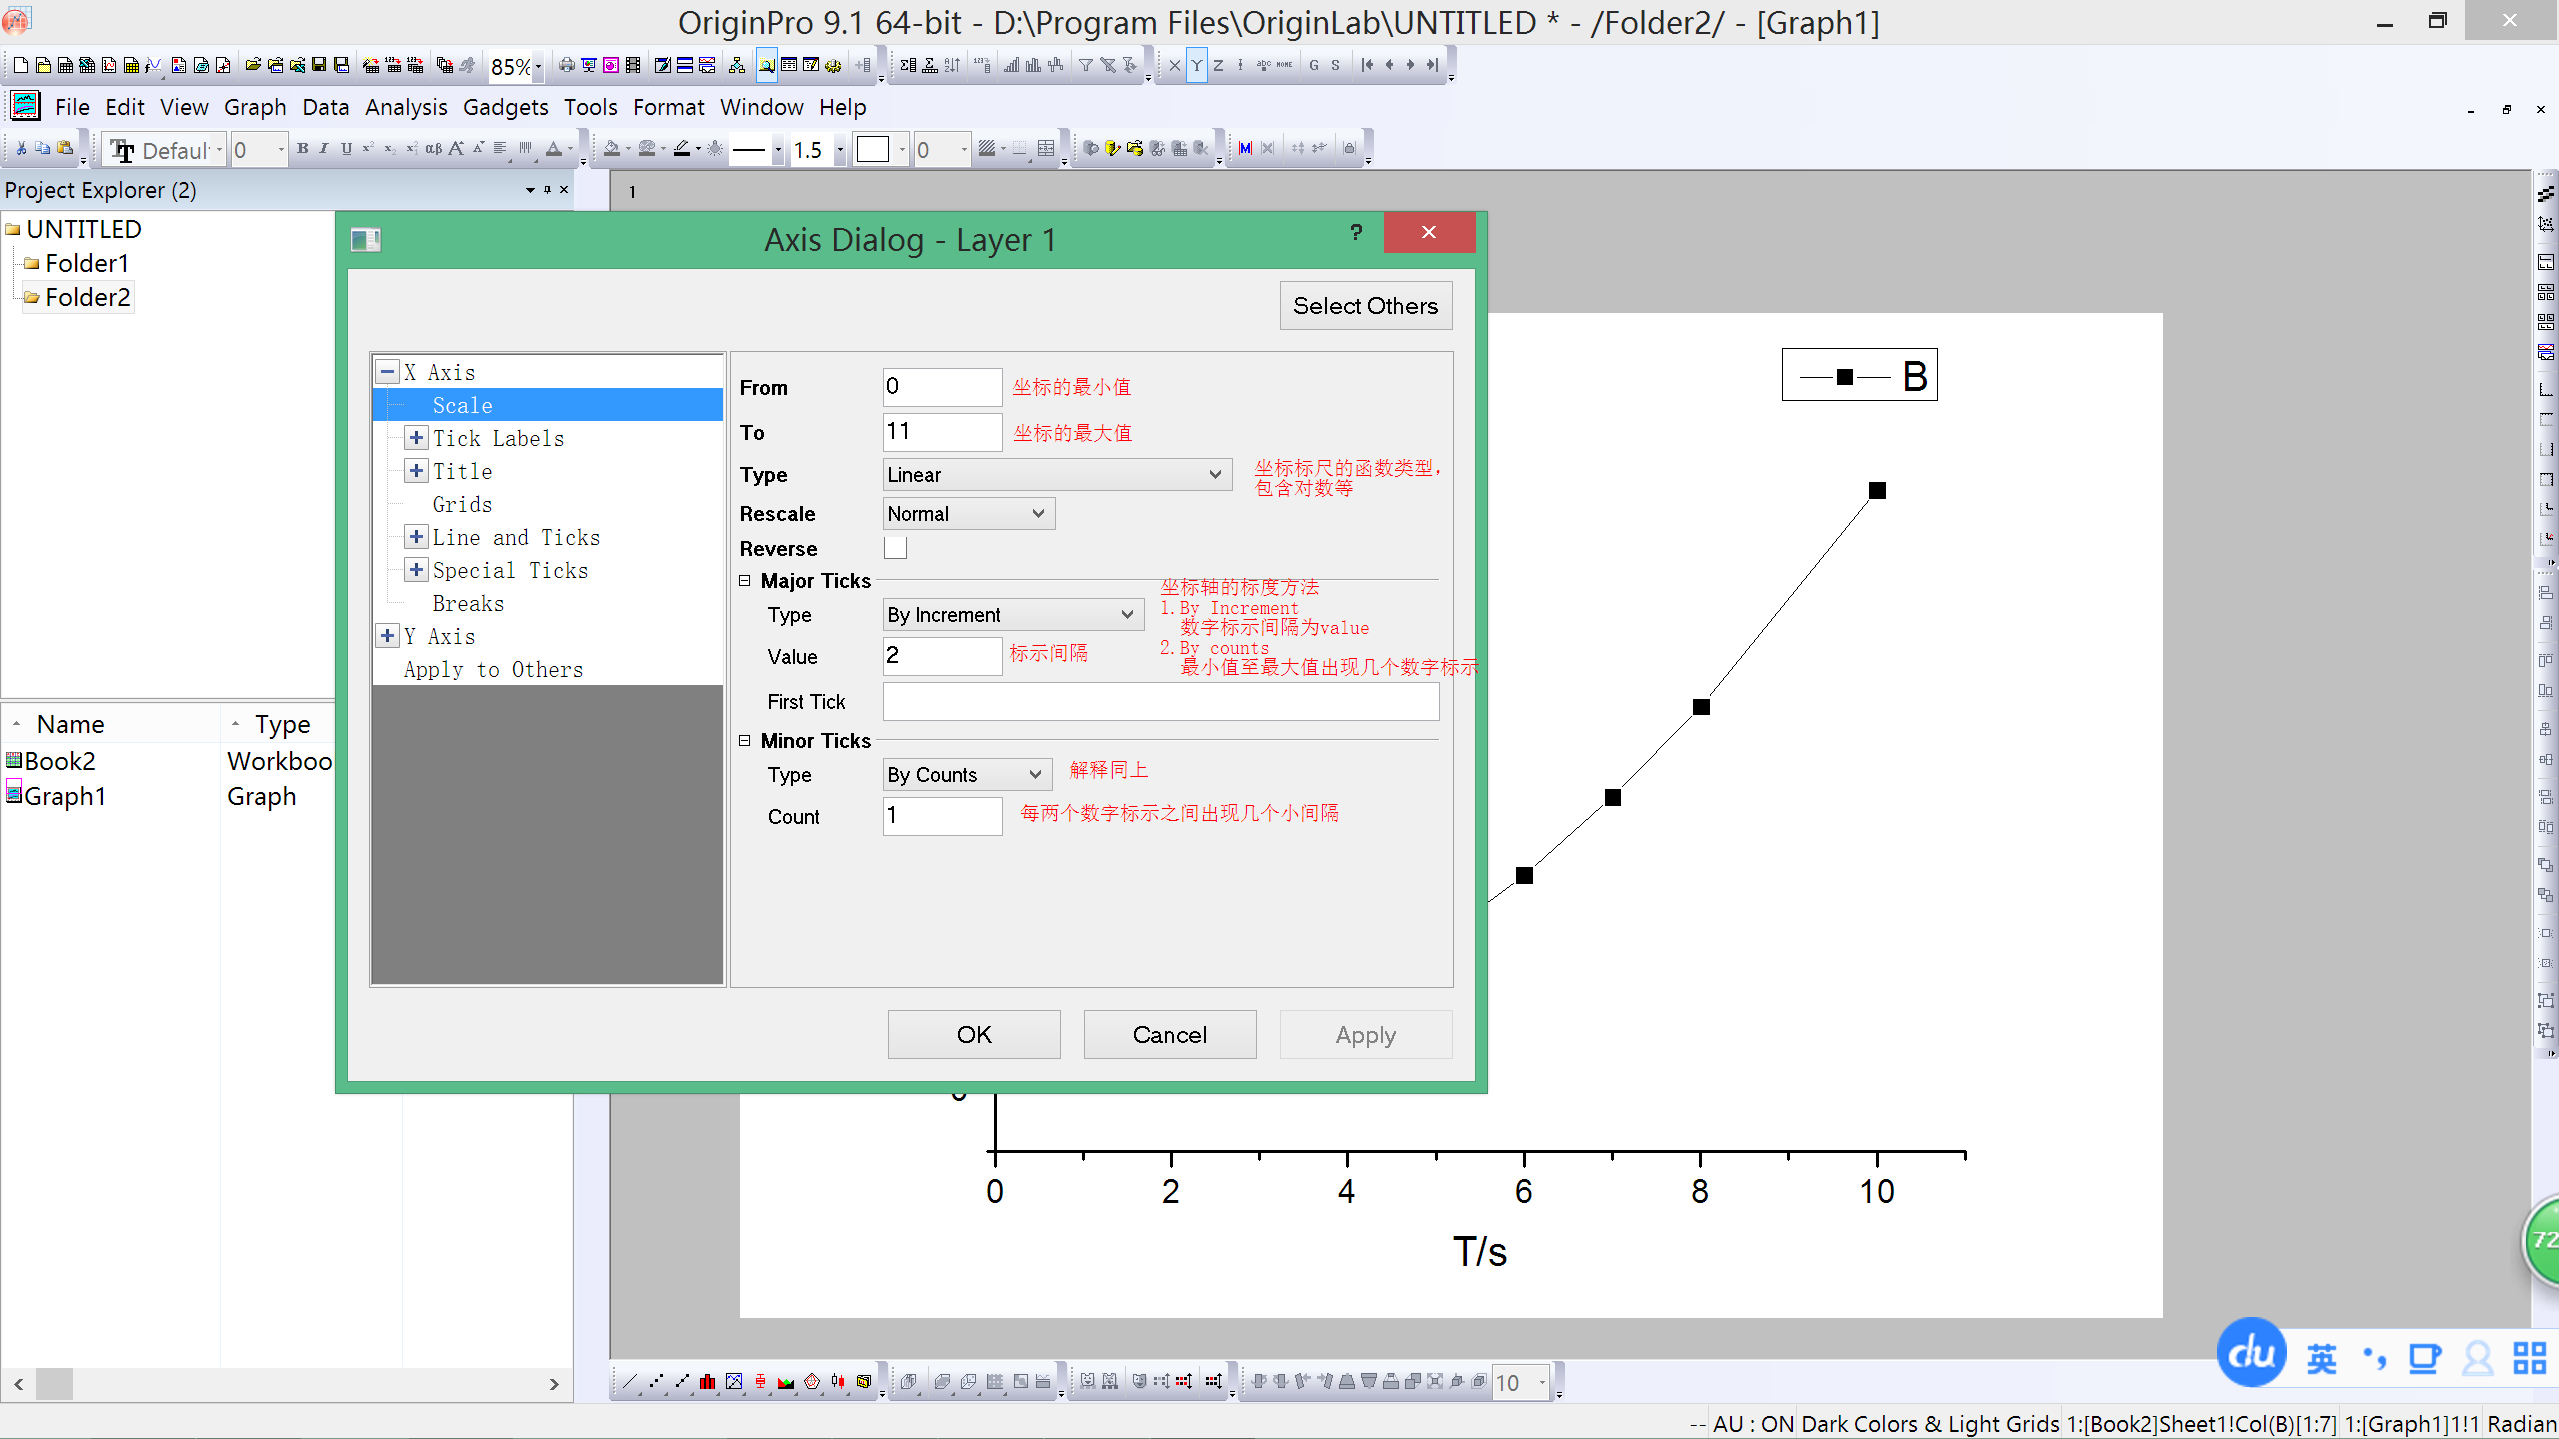 OriginPro 9.1 64-bit - D:\Program Files\OriginLab\UNTITLED * - /Folder2/ - [Graph1]
85%
X Y Z
G S
File Edit View Graph Data Analysis Gadgets Tools Format Window Help
Defaul 0 B I U 1.5 0
Project Explorer (2)
1
UNTITLED
Folder1
Folder2
Name Type
Book2 Workboo
Graph1 Graph
Axis Dialog - Layer 1
?
Select Others
X Axis
Scale
Tick Labels
Title
Grids
Line and Ticks
Special Ticks
Breaks
Y Axis
Apply to Others
From 0 坐标的最小值
To 11 坐标的最大值
Type Linear 坐标标尺的函数类型，
包含对数等
Rescale Normal
Reverse
Major Ticks 坐标轴的标度方法
1.By Increment
Type By Increment
数字标示间隔为value
2.By counts
Value 2 标示间隔
最小值至最大值出现几个数字标示
First Tick
Minor Ticks
Type By Counts 解释同上
Count 1 每两个数字标示之间出现几个小间隔
OK Cancel Apply
B
0 2 4 6 8 10
T/s
72
du 英
10
-- AU : ON Dark Colors & Light Grids 1:[Book2]Sheet1!Col(B)[1:7] 1:[Graph1]1!1 Radian